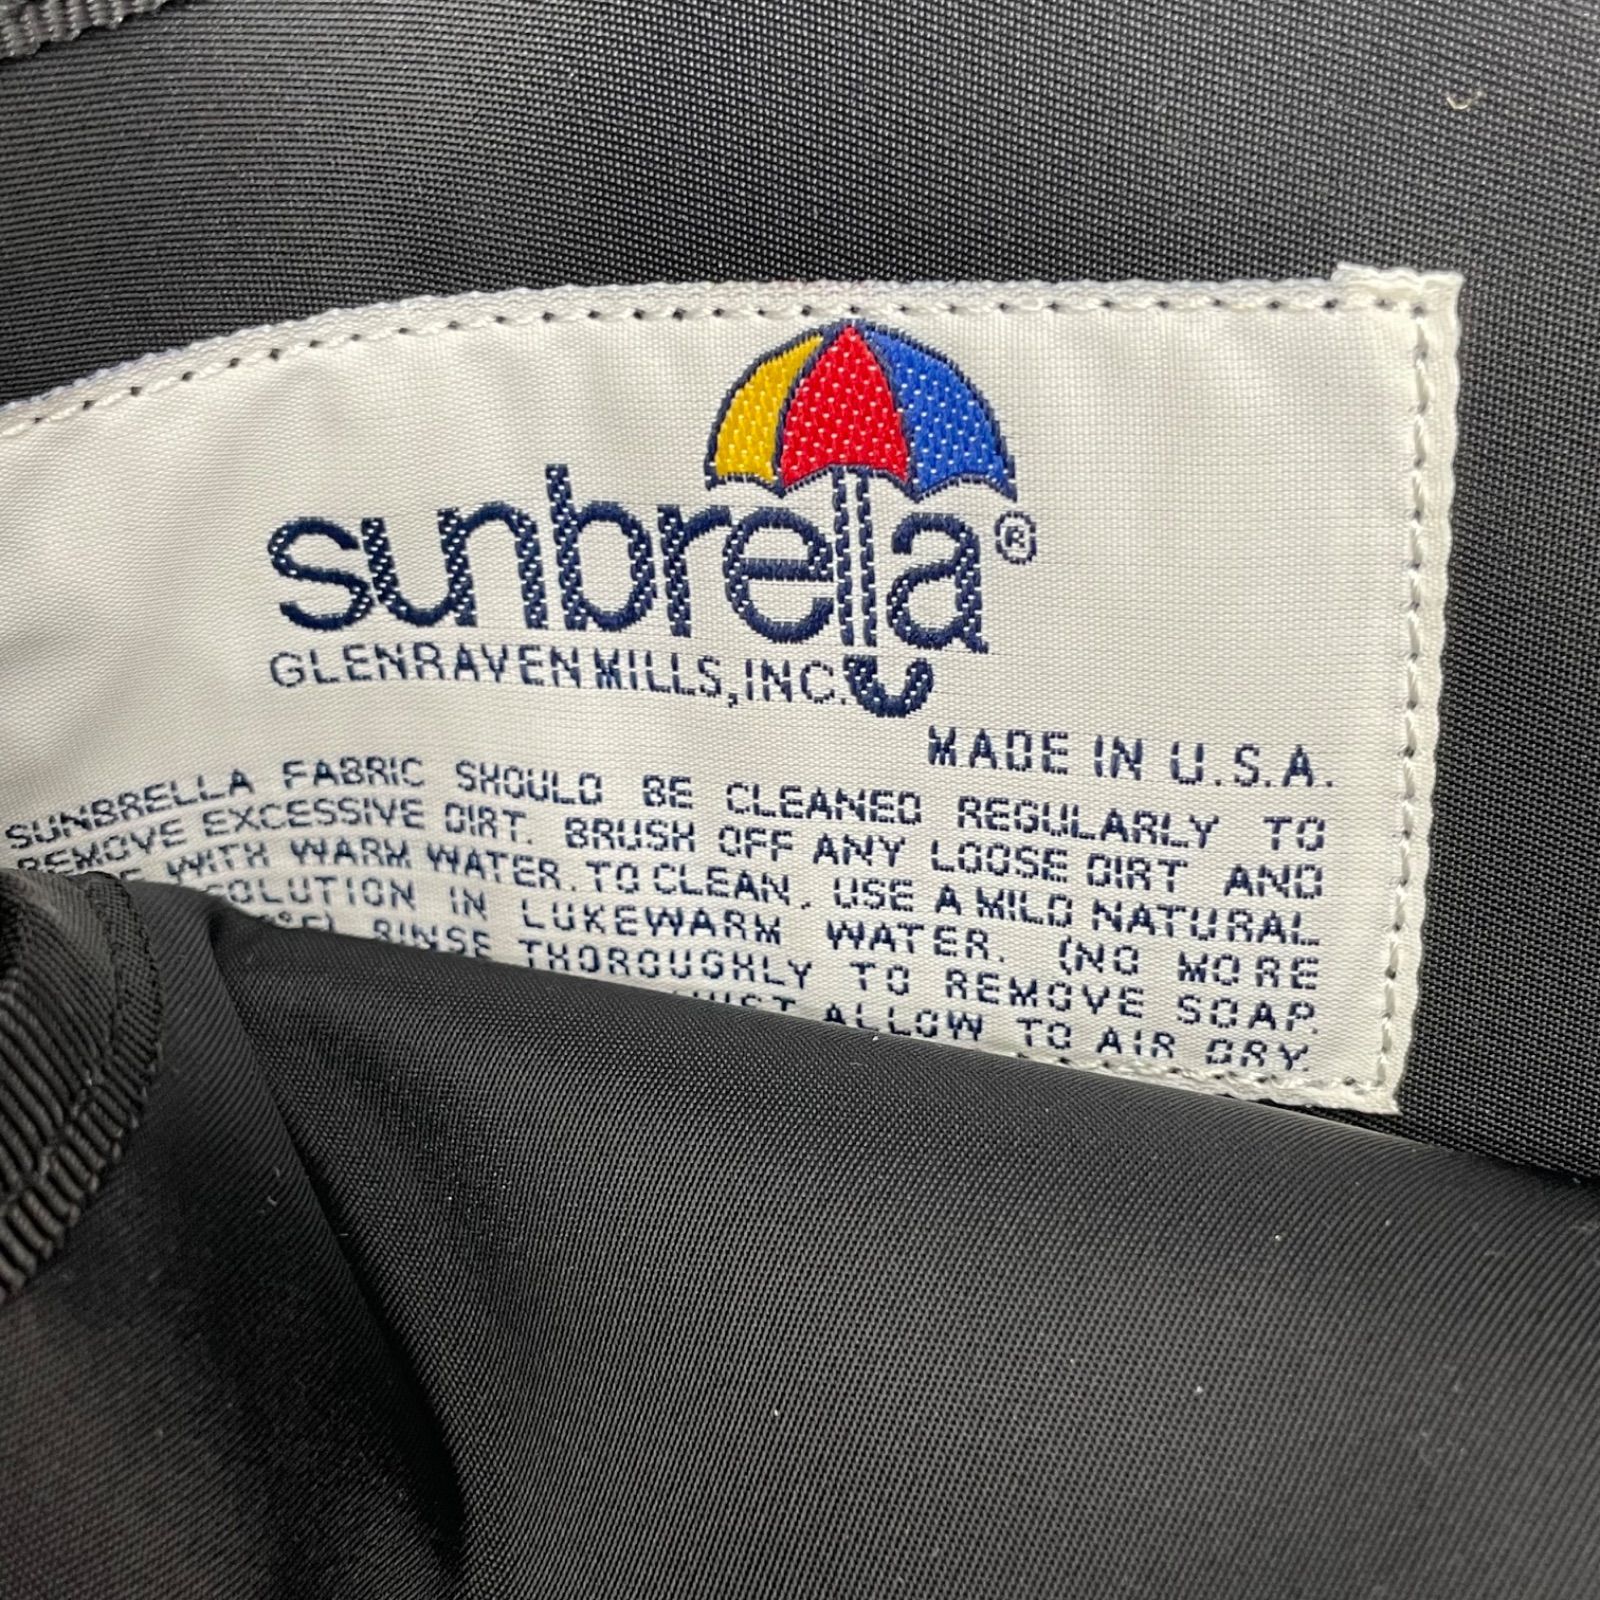 sunbrella®
GLENRAVEN MILLS, INC.
MADE IN U.S.A.
SUNBRELLA FABRIC SHOULD BE CLEANED REGULARLY TO
REMOVE EXCESSIVE DIRT. BRUSH OFF ANY LOOSE DIRT AND
WITH WARM WATER. TO CLEAN, USE A MILD NATURAL
SOLUTION IN LUKEWARM WATER. (NO MORE
RINSE THOROUGHLY TO REMOVE SOAP.
JUST ALLOW TO AIR DRY.